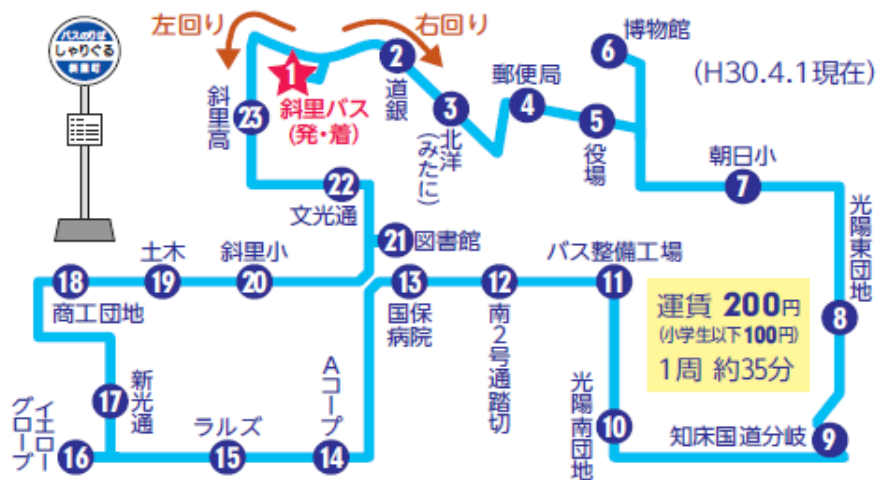 バスのりば
しゃりぐる
斜里町
左回り
右回り
(H30.4.1現在)
1
斜里バス
(発・着)
2
道銀
3
北洋
(みたに)
4
郵便局
5
役場
6
博物館
7
朝日小
8
光陽東団地
9
知床国道分岐
10
光陽南団地
11
バス整備工場
12
南2号通踏切
13
国保
病院
14
Aコープ
15
ラルズ
16
イエロー
グローブ
17
新光通
18
商工団地
19
土木
20
斜里小
21
図書館
22
文光通
23
斜里高
運賃 200円
(小学生以下100円)
1周 約35分